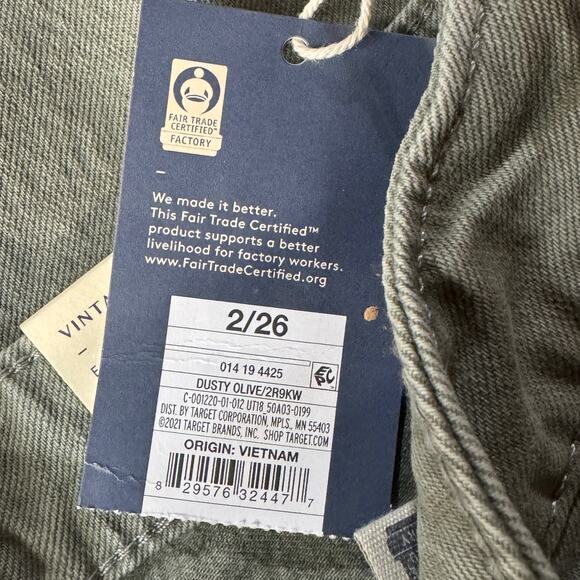 FAIR TRADE
CERTIFIED™
FACTORY
–
We made it better.
This Fair Trade Certified™
product supports a better
livelihood for factory workers.
www.FairTradeCertified.org
VINTA
2/26
014 19 4425
DUSTY OLIVE/2R9KW
C-001220-01-012 UT18 50A03-0199
DIST. BY TARGET CORPORATION, MPLS., MN 55403
©2021 TARGET BRANDS, INC. SHOP TARGET.COM
ORIGIN: VIETNAM
8 29576 32447 7